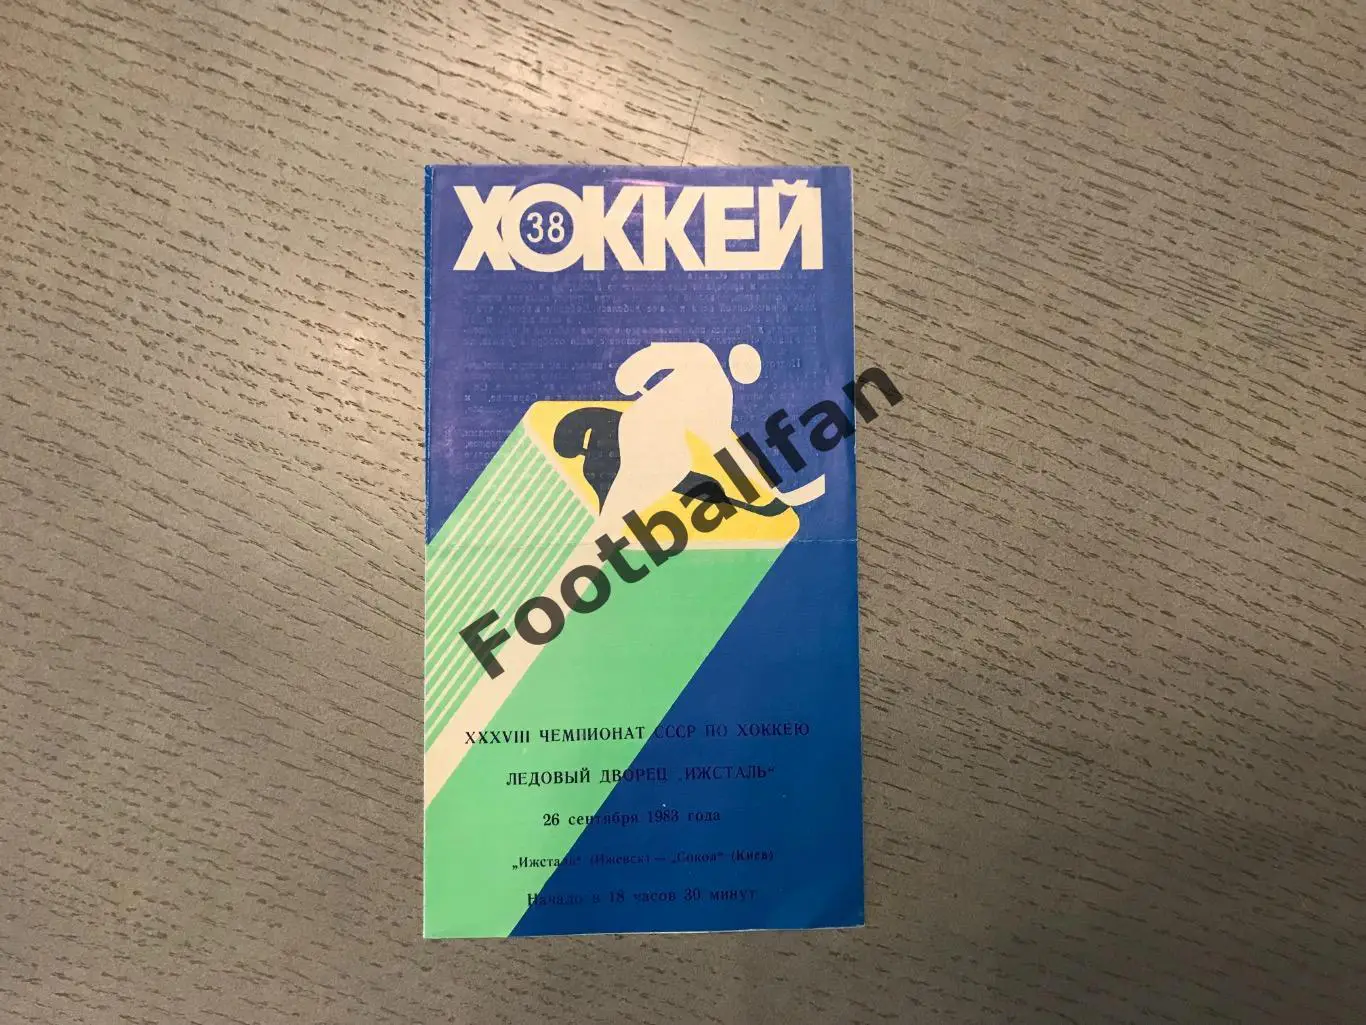 ХОККЕЙ
38
Footballfan
XXXVIII ЧЕМПИОНАТ СССР ПО ХОККЕЮ
ЛЕДОВЫЙ ДВОРЕЦ „ИЖСТАЛЬ“
26 сентября 1983 года
„Ижсталь“ (Ижевск) — „Сокол“ (Киев)
Начало в 18 часов 30 минут